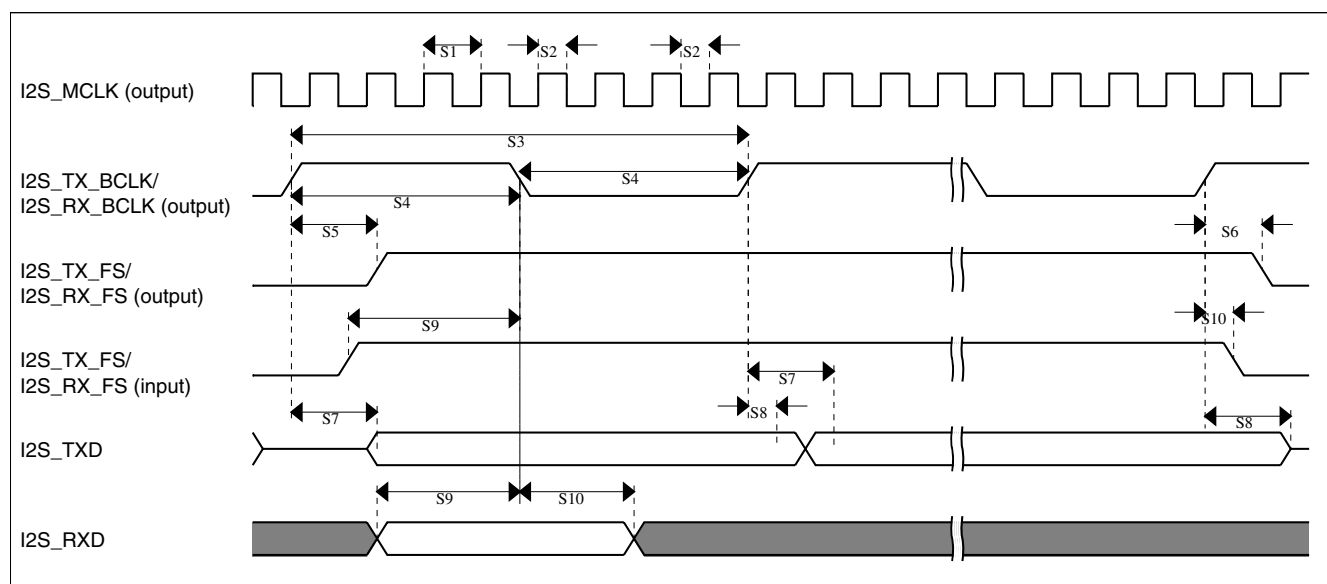 S1
S2
S2
I2S_MCLK (output)
S3
I2S_TX_BCLK/
I2S_RX_BCLK (output)
S4
S4
S5
S6
I2S_TX_FS/
I2S_RX_FS (output)
S9
S10
I2S_TX_FS/
I2S_RX_FS (input)
S7
S7
S8
S8
I2S_TXD
S9
S10
I2S_RXD